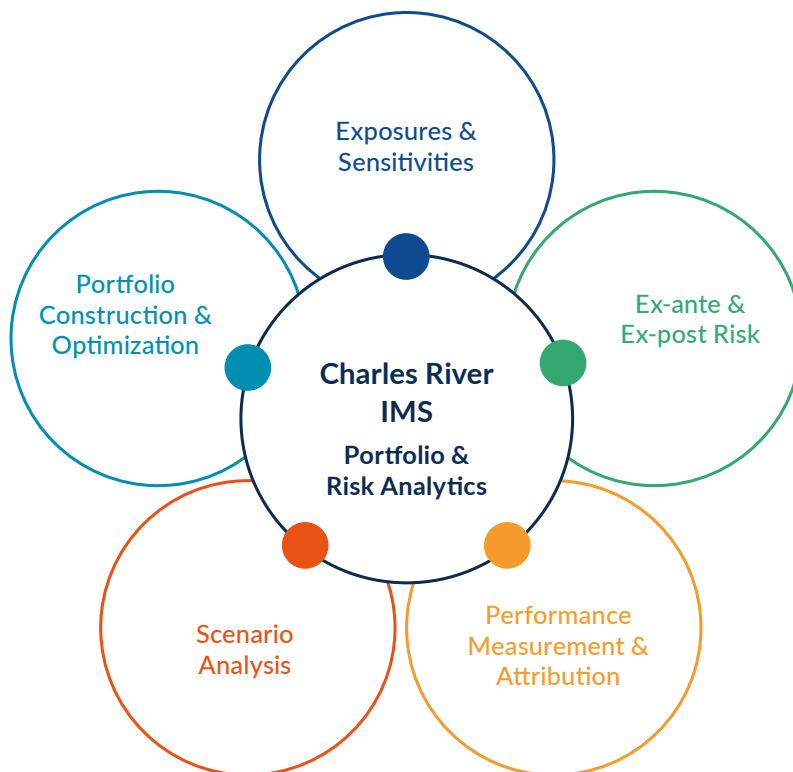 Exposures &
Sensitivities
Portfolio
Construction &
Optimization
Ex-ante &
Ex-post Risk
Charles River
IMS
Portfolio &
Risk Analytics
Scenario
Analysis
Performance
Measurement &
Attribution